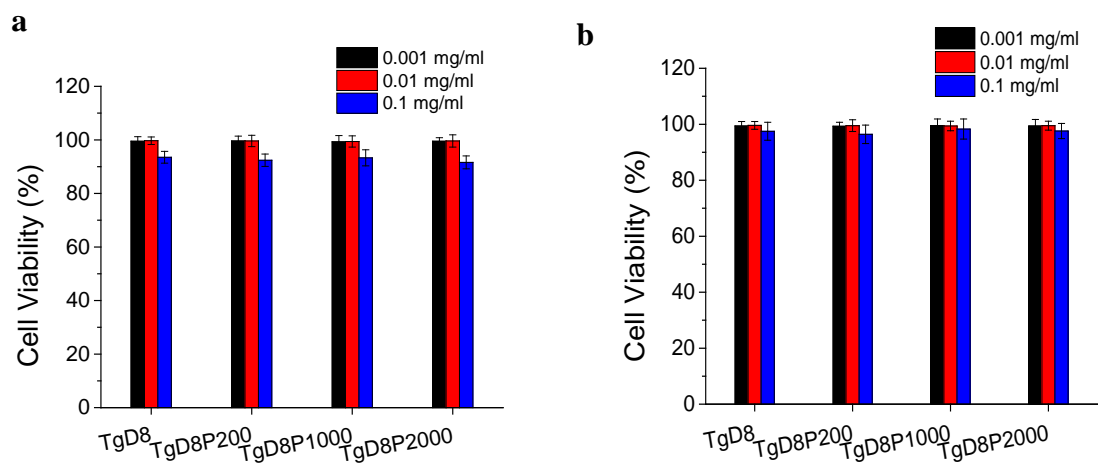 a
0.001 mg/ml
0.01 mg/ml
0.1 mg/ml
Cell Viability (%)
120
100
80
60
40
20
0
TgD8
TgD8P200
TgD8P1000
TgD8P2000
b
0.001 mg/ml
0.01 mg/ml
0.1 mg/ml
Cell Viability (%)
120
100
80
60
40
20
0
TgD8
TgD8P200
TgD8P1000
TgD8P2000